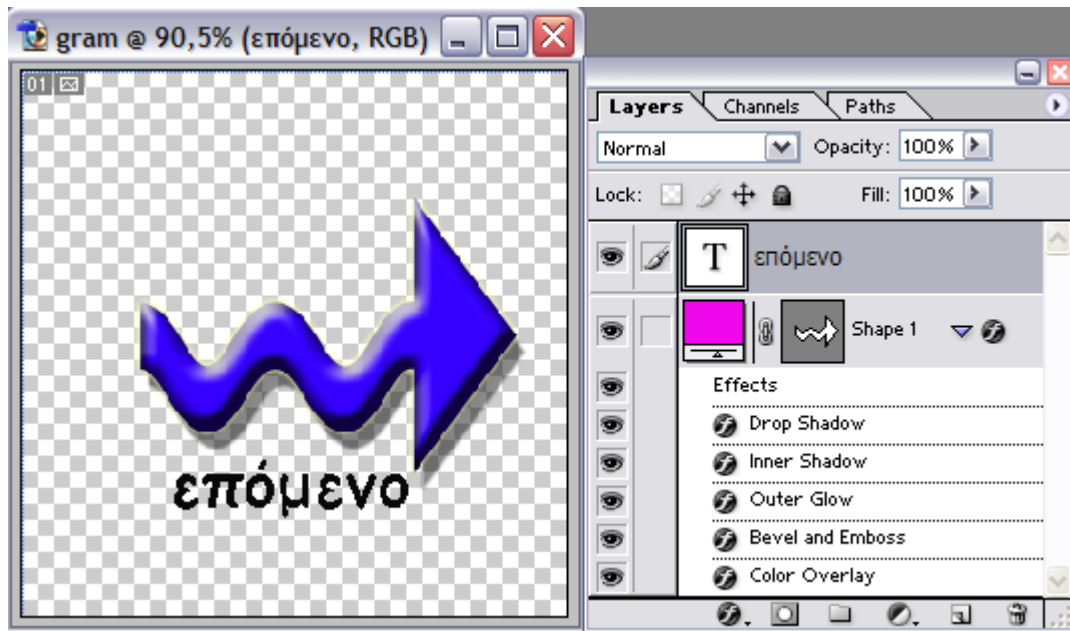 gram @ 90,5% (επόμενο, RGB)
01
επόμενο
Layers Channels Paths
Normal Opacity: 100%
Lock: Fill: 100%
T επόμενο
Shape 1
Effects
Drop Shadow
Inner Shadow
Outer Glow
Bevel and Emboss
Color Overlay